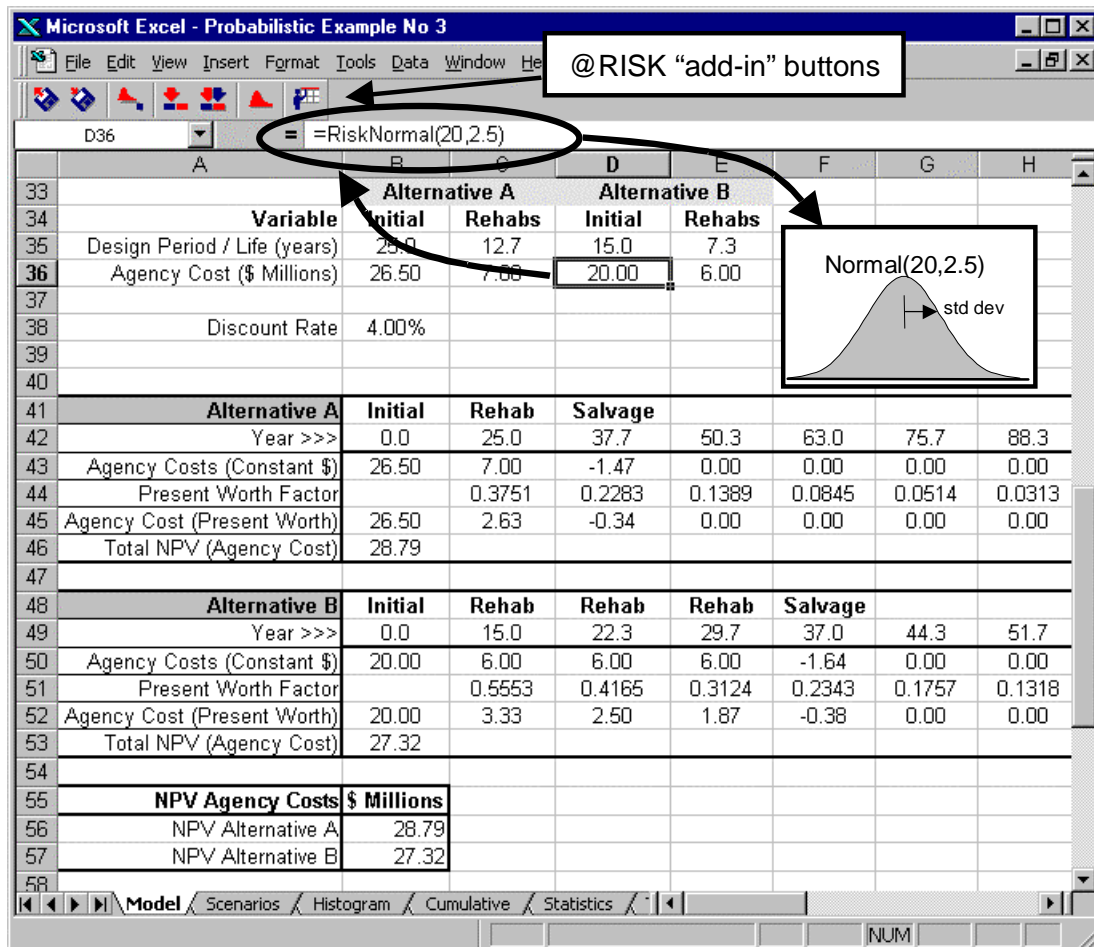 Microsoft Excel - Probabilistic Example No 3
File Edit View Insert Format Tools Data Window He
@RISK “add-in” buttons
D36 = =RiskNormal(20,2.5)
A B C D E F G H
33 Alternative A Alternative B
34 Variable Initial Rehabs Initial Rehabs
35 Design Period / Life (years) 25.0 12.7 15.0 7.3
36 Agency Cost ($ Millions) 26.50 7.00 20.00 6.00
37
38 Discount Rate 4.00%
39
40
Normal(20,2.5)
std dev
41 Alternative A Initial Rehab Salvage
42 Year >>> 0.0 25.0 37.7 50.3 63.0 75.7 88.3
43 Agency Costs (Constant $) 26.50 7.00 -1.47 0.00 0.00 0.00 0.00
44 Present Worth Factor 0.3751 0.2283 0.1389 0.0845 0.0514 0.0313
45 Agency Cost (Present Worth) 26.50 2.63 -0.34 0.00 0.00 0.00 0.00
46 Total NPV (Agency Cost) 28.79
47
48 Alternative B Initial Rehab Rehab Rehab Salvage
49 Year >>> 0.0 15.0 22.3 29.7 37.0 44.3 51.7
50 Agency Costs (Constant $) 20.00 6.00 6.00 6.00 -1.64 0.00 0.00
51 Present Worth Factor 0.5553 0.4165 0.3124 0.2343 0.1757 0.1318
52 Agency Cost (Present Worth) 20.00 3.33 2.50 1.87 -0.38 0.00 0.00
53 Total NPV (Agency Cost) 27.32
54
55 NPV Agency Costs $ Millions
56 NPV Alternative A 28.79
57 NPV Alternative B 27.32
58
Model Scenarios Histogram Cumulative Statistics
NUM